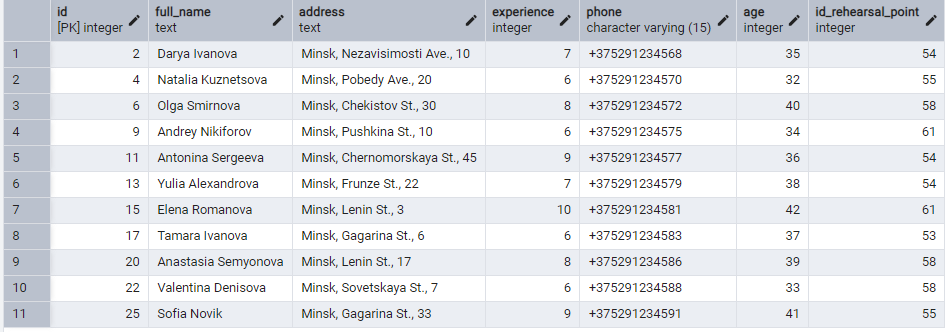 id full_name address experience phone age id_rehearsal_point
[PK] integer text text integer character varying (15) integer integer
1 2 Darya Ivanova Minsk, Nezavisimosti Ave., 10 7 +375291234568 35 54
2 4 Natalia Kuznetsova Minsk, Pobedy Ave., 20 6 +375291234570 32 55
3 6 Olga Smirnova Minsk, Chekistov St., 30 8 +375291234572 40 58
4 9 Andrey Nikiforov Minsk, Pushkina St., 10 6 +375291234575 34 61
5 11 Antonina Sergeeva Minsk, Chernomorskaya St., 45 9 +375291234577 36 54
6 13 Yulia Alexandrova Minsk, Frunze St., 22 7 +375291234579 38 54
7 15 Elena Romanova Minsk, Lenin St., 3 10 +375291234581 42 61
8 17 Tamara Ivanova Minsk, Gagarina St., 6 6 +375291234583 37 53
9 20 Anastasia Semyonova Minsk, Lenin St., 17 8 +375291234586 39 58
10 22 Valentina Denisova Minsk, Sovetskaya St., 7 6 +375291234588 33 58
11 25 Sofia Novik Minsk, Gagarina St., 33 9 +375291234591 41 55